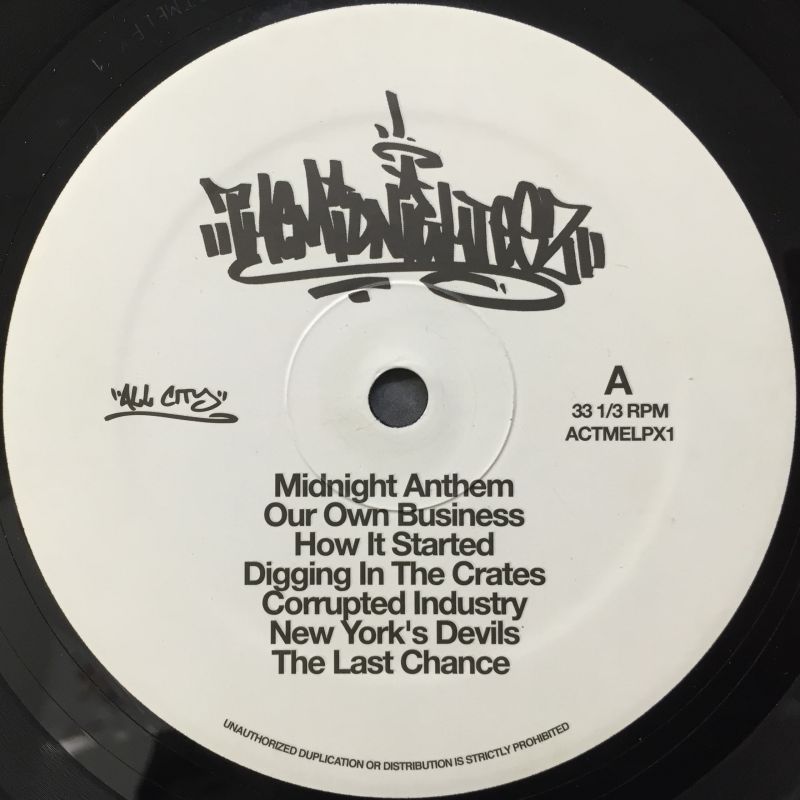 "THEMIDNIGHTEEZ"
"ALL CITY"
A
33 1/3 RPM
ACTMELPX1
Midnight Anthem
Our Own Business
How It Started
Digging In The Crates
Corrupted Industry
New York's Devils
The Last Chance
UNAUTHORIZED DUPLICATION OR DISTRIBUTION IS STRICTLY PROHIBITED